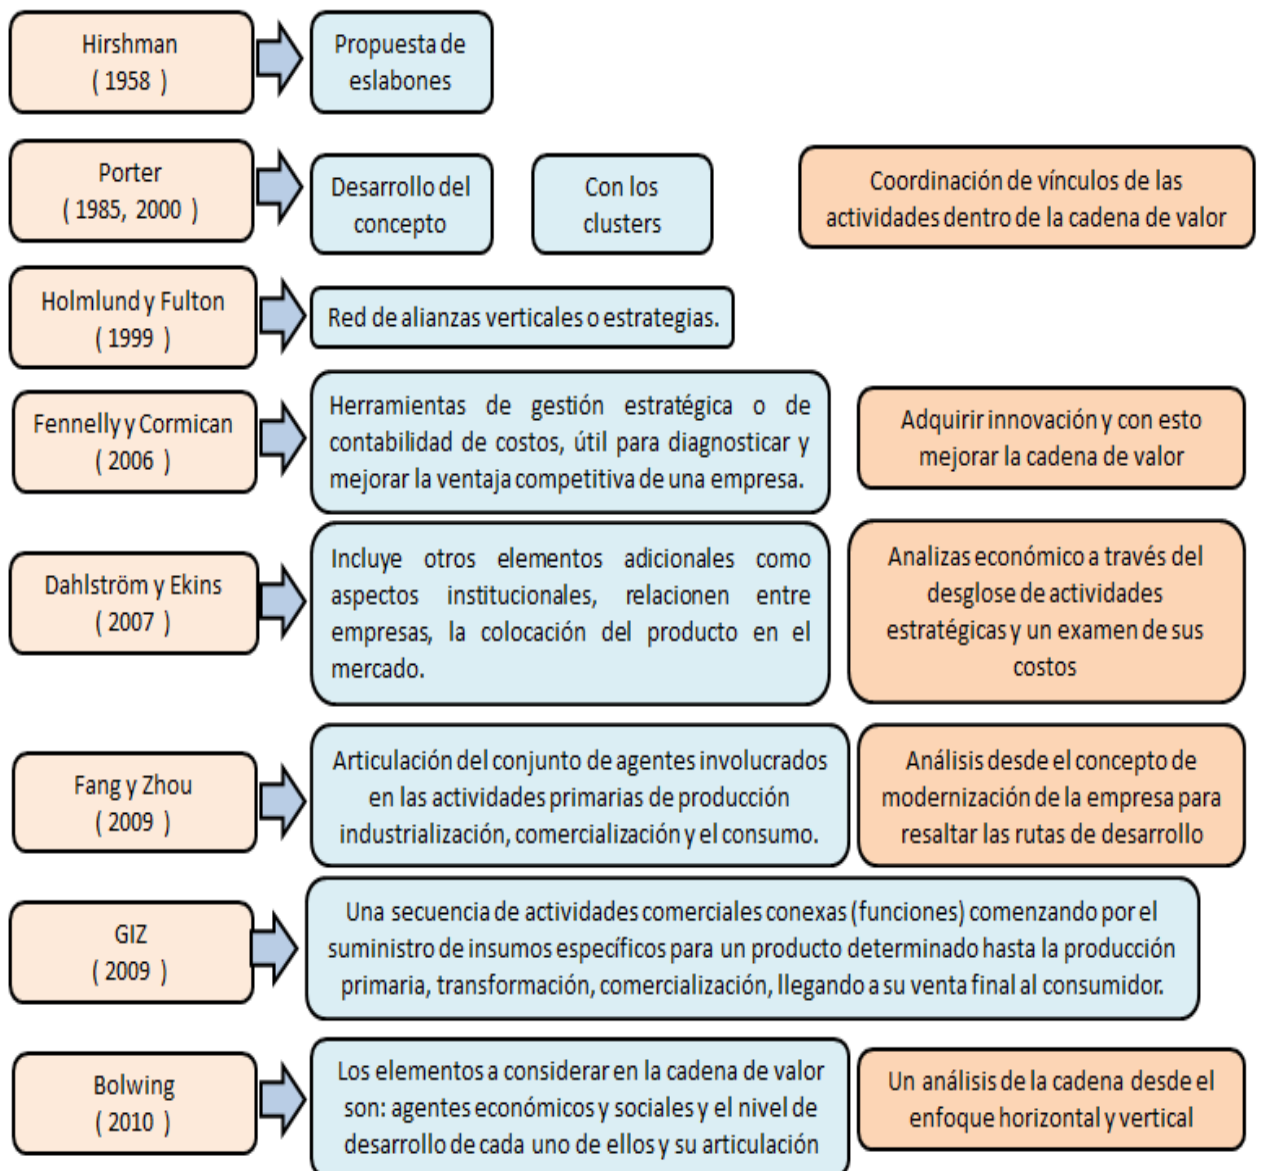 Hirshman
( 1958 )
Propuesta de
eslabones
Porter
( 1985, 2000 )
Desarrollo del
concepto
Con los
clusters
Coordinación de vínculos de las
actividades dentro de la cadena de valor
Holmlund y Fulton
( 1999 )
Red de alianzas verticales o estrategias.
Fennelly y Cormican
( 2006 )
Herramientas de gestión estratégica o de
contabilidad de costos, útil para diagnosticar y
mejorar la ventaja competitiva de una empresa.
Adquirir innovación y con esto
mejorar la cadena de valor
Dahlström y Ekins
( 2007 )
Incluye otros elementos adicionales como
aspectos institucionales, relacionen entre
empresas, la colocación del producto en el
mercado.
Analizas económico a través del
desglose de actividades
estratégicas y un examen de sus
costos
Fang y Zhou
( 2009 )
Articulación del conjunto de agentes involucrados
en las actividades primarias de producción
industrialización, comercialización y el consumo.
Análisis desde el concepto de
modernización de la empresa para
resaltar las rutas de desarrollo
GIZ
( 2009 )
Una secuencia de actividades comerciales conexas (funciones) comenzando por el
suministro de insumos específicos para un producto determinado hasta la producción
primaria, transformación, comercialización, llegando a su venta final al consumidor.
Bolwing
( 2010 )
Los elementos a considerar en la cadena de valor
son: agentes económicos y sociales y el nivel de
desarrollo de cada uno de ellos y su articulación
Un análisis de la cadena desde el
enfoque horizontal y vertical